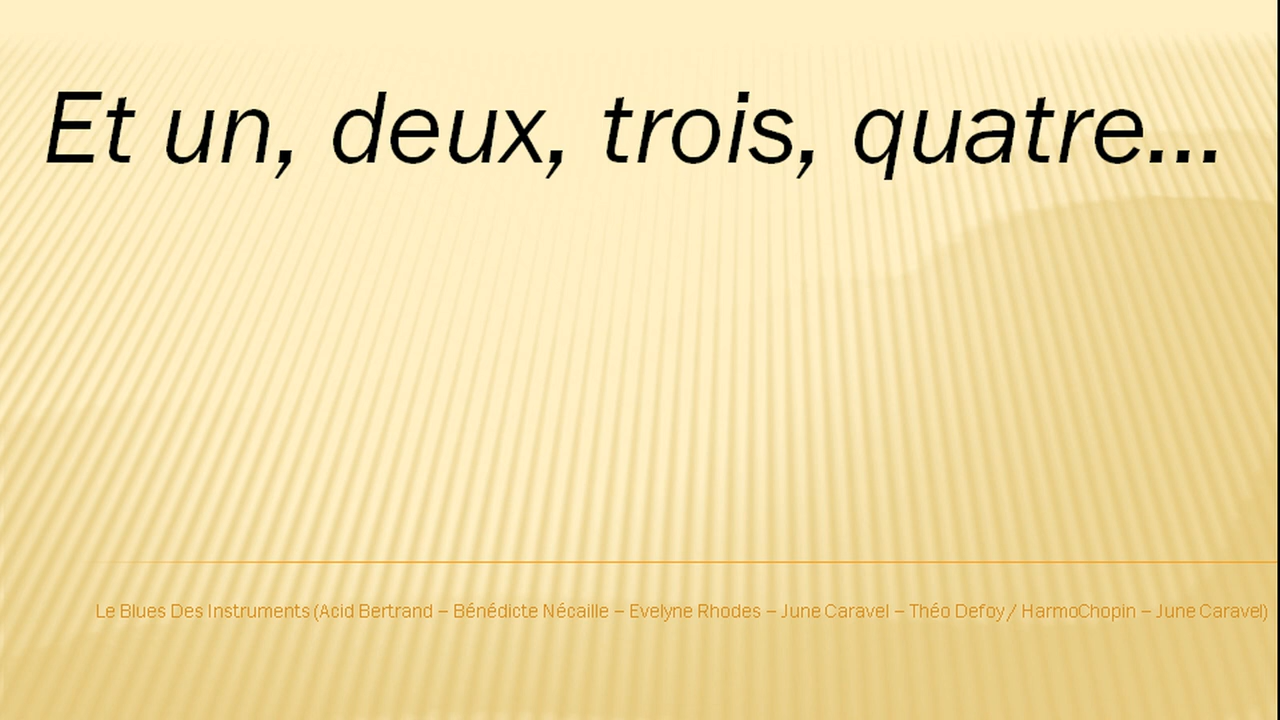 Et un, deux, trois, quatre...
Le Blues Des Instruments (Acid Bertrand – Bénédicte Nécaille – Evelyne Rhodes – June Caravel – Théo Defoy / HarmoChopin – June Caravel)